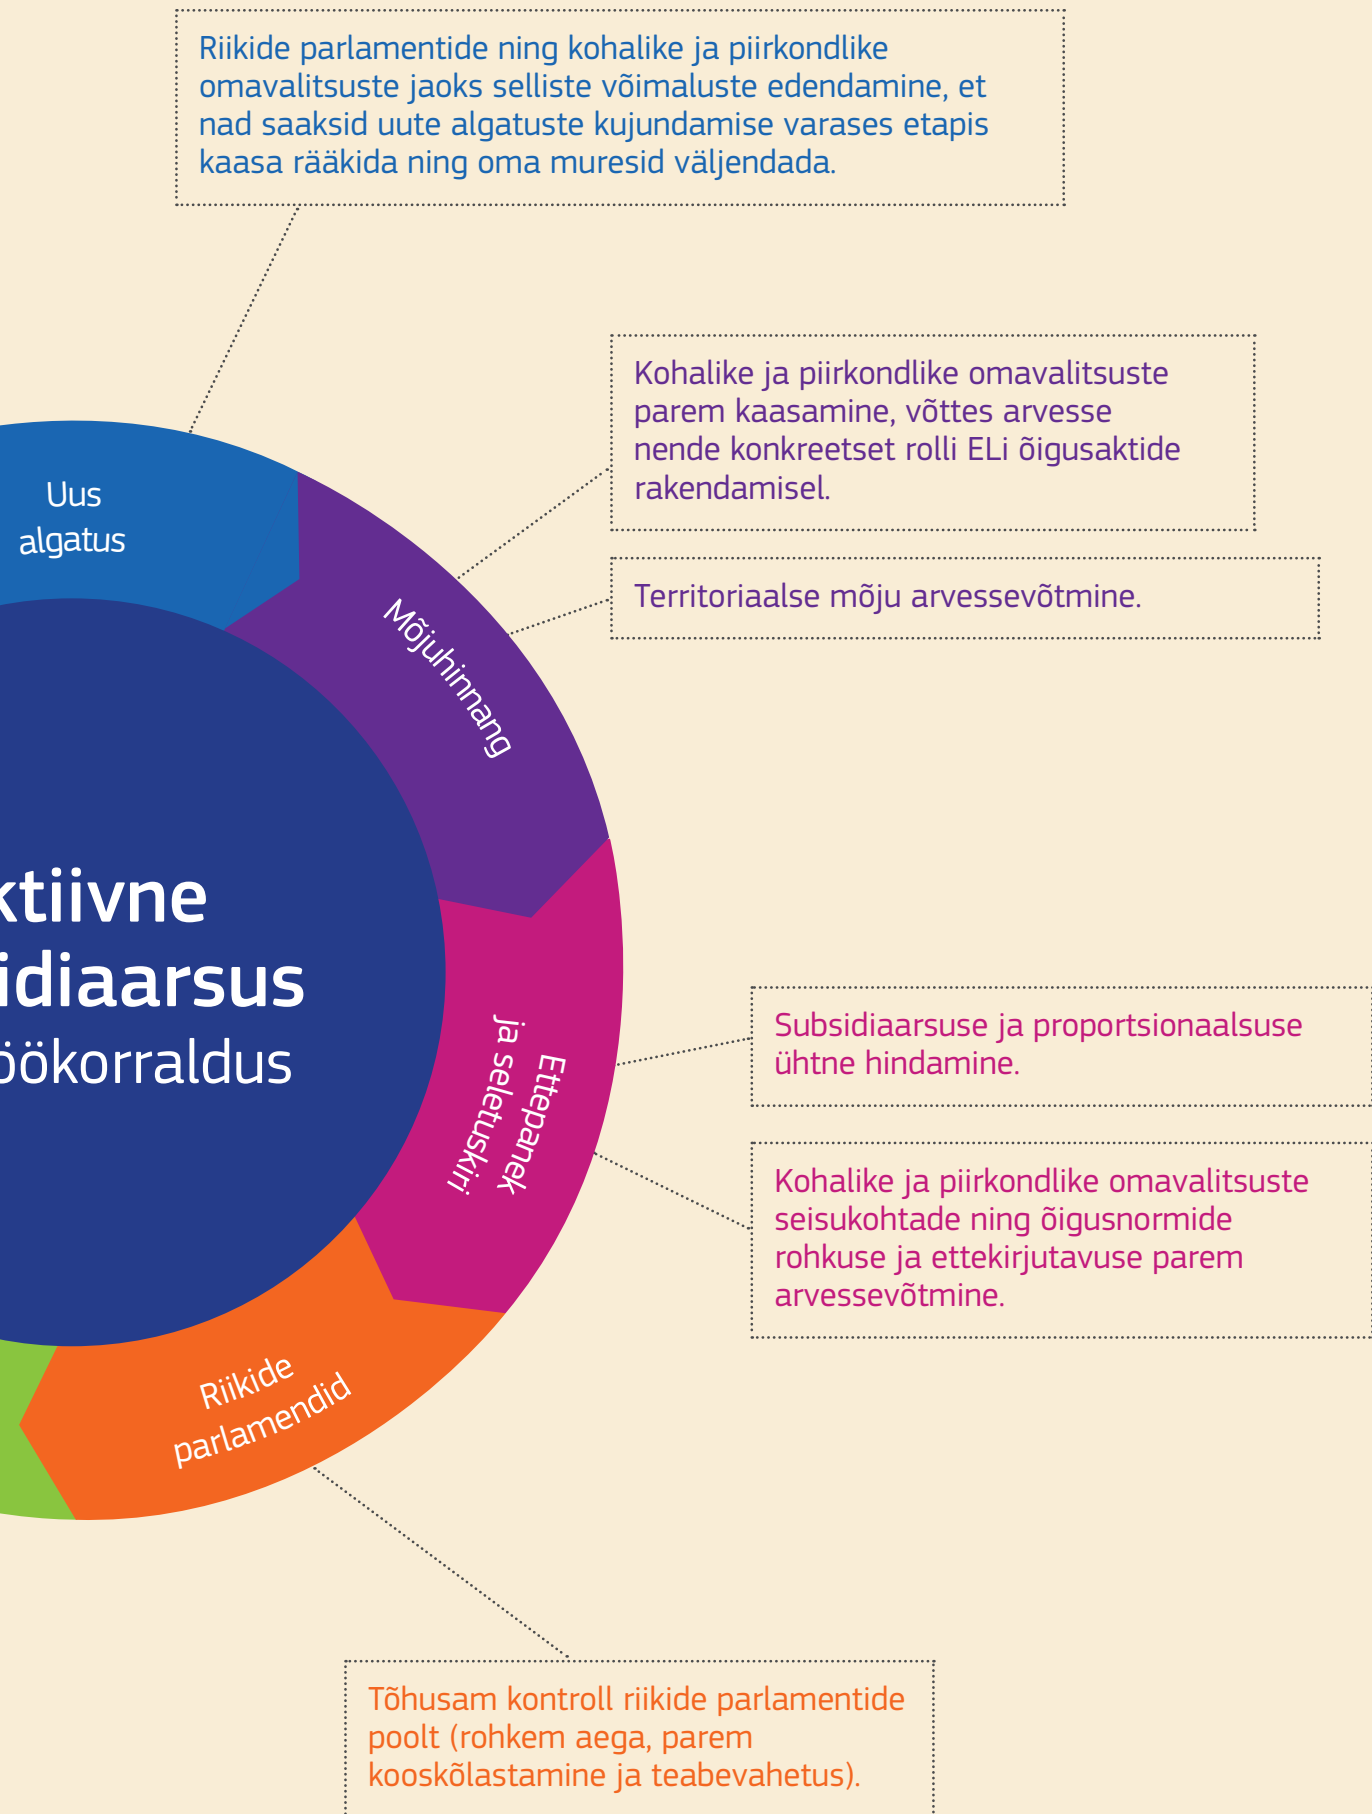 Riikide parlamentide ning kohalike ja piirkondlike
omavalitsuste jaoks selliste võimaluste edendamine, et
nad saaksid uute algatuste kujundamise varases etapis
kaasa rääkida ning oma muresid väljendada.
Kohalike ja piirkondlike omavalitsuste
parem kaasamine, võttes arvesse
nende konkreetset rolli ELi õigusaktide
rakendamisel.
Territoriaalse mõju arvessevõtmine.
Uus
algatus
Mõjuhinnang
ktiivne
idiaarsus
öökorraldus
Ettepanek
ja seletuskiri
Subsidiaarsuse ja proportsionaalsuse
ühtne hindamine.
Kohalike ja piirkondlike omavalitsuste
seisukohtade ning õigusnormide
rohkuse ja ettekirjutavuse parem
arvessevõtmine.
Riikide
parlamendid
Tõhusam kontroll riikide parlamentide
poolt (rohkem aega, parem
kooskõlastamine ja teabevahetus).